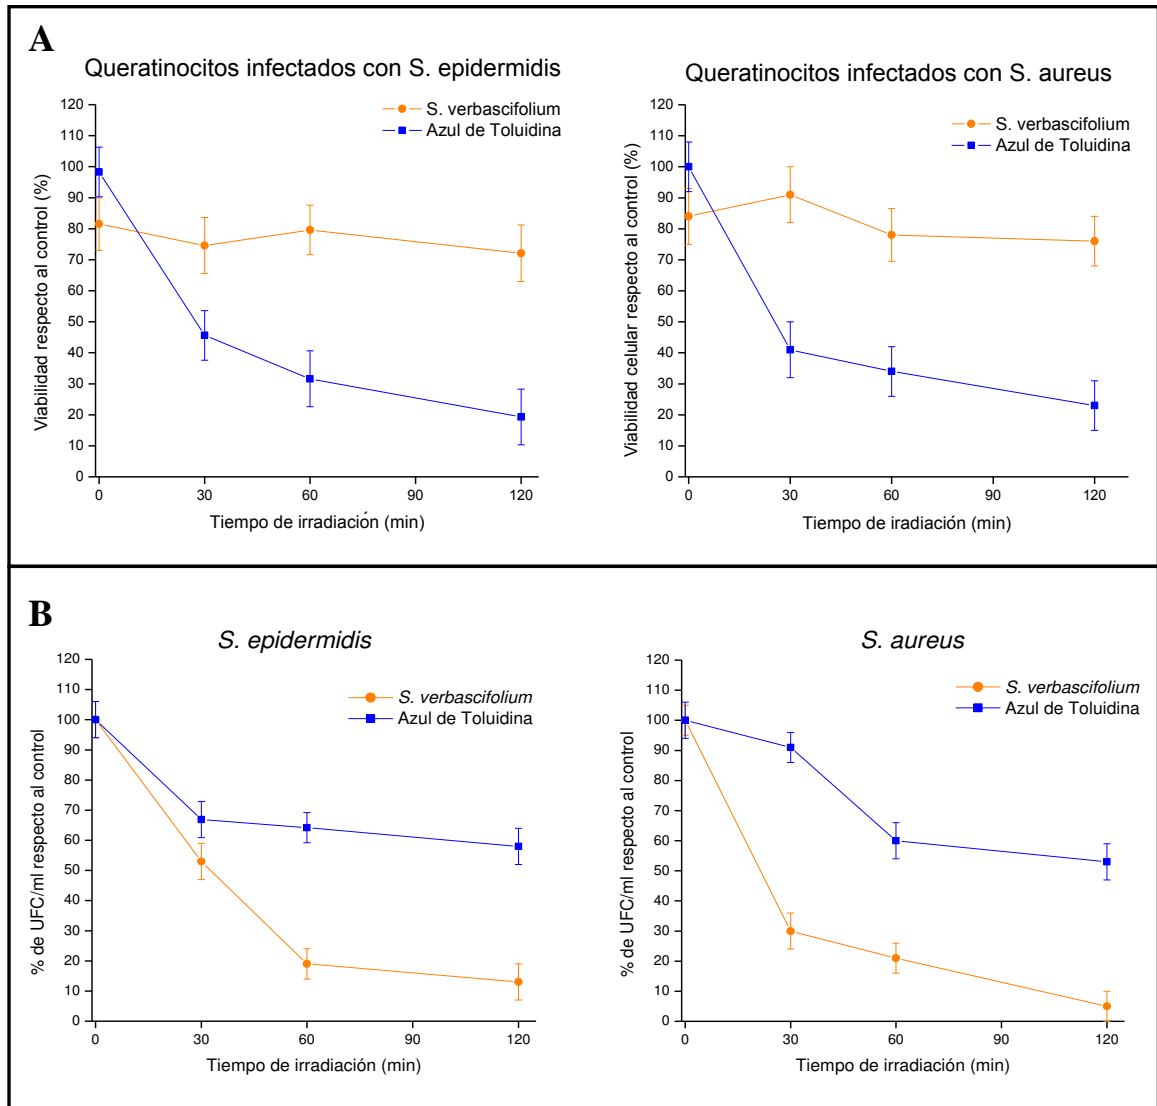 A
Queratinocitos infectados con S. epidermidis
S. verbascifolium
Azul de Toluidina
Viabilidad respecto al control (%)
120
110
100
90
80
70
60
50
40
30
20
10
0
0 30 60 90 120
Tiempo de irradiación (min)
Queratinocitos infectados con S. aureus
S. verbascifolium
Azul de Toluidina
Viabilidad celular respecto al control (%)
120
110
100
90
80
70
60
50
40
30
20
10
0
0 30 60 90 120
Tiempo de iradiación (min)
B
S. epidermidis
S. verbascifolium
Azul de Toluidina
% de UFC/ml respecto al control
120
110
100
90
80
70
60
50
40
30
20
10
0
0 30 60 90 120
Tiempo de irradiación (min)
S. aureus
S. verbascifolium
Azul de Toluidina
% de UFC/ml respecto al control
120
110
100
90
80
70
60
50
40
30
20
10
0
0 30 60 90 120
Tiempo de irradiación (min)